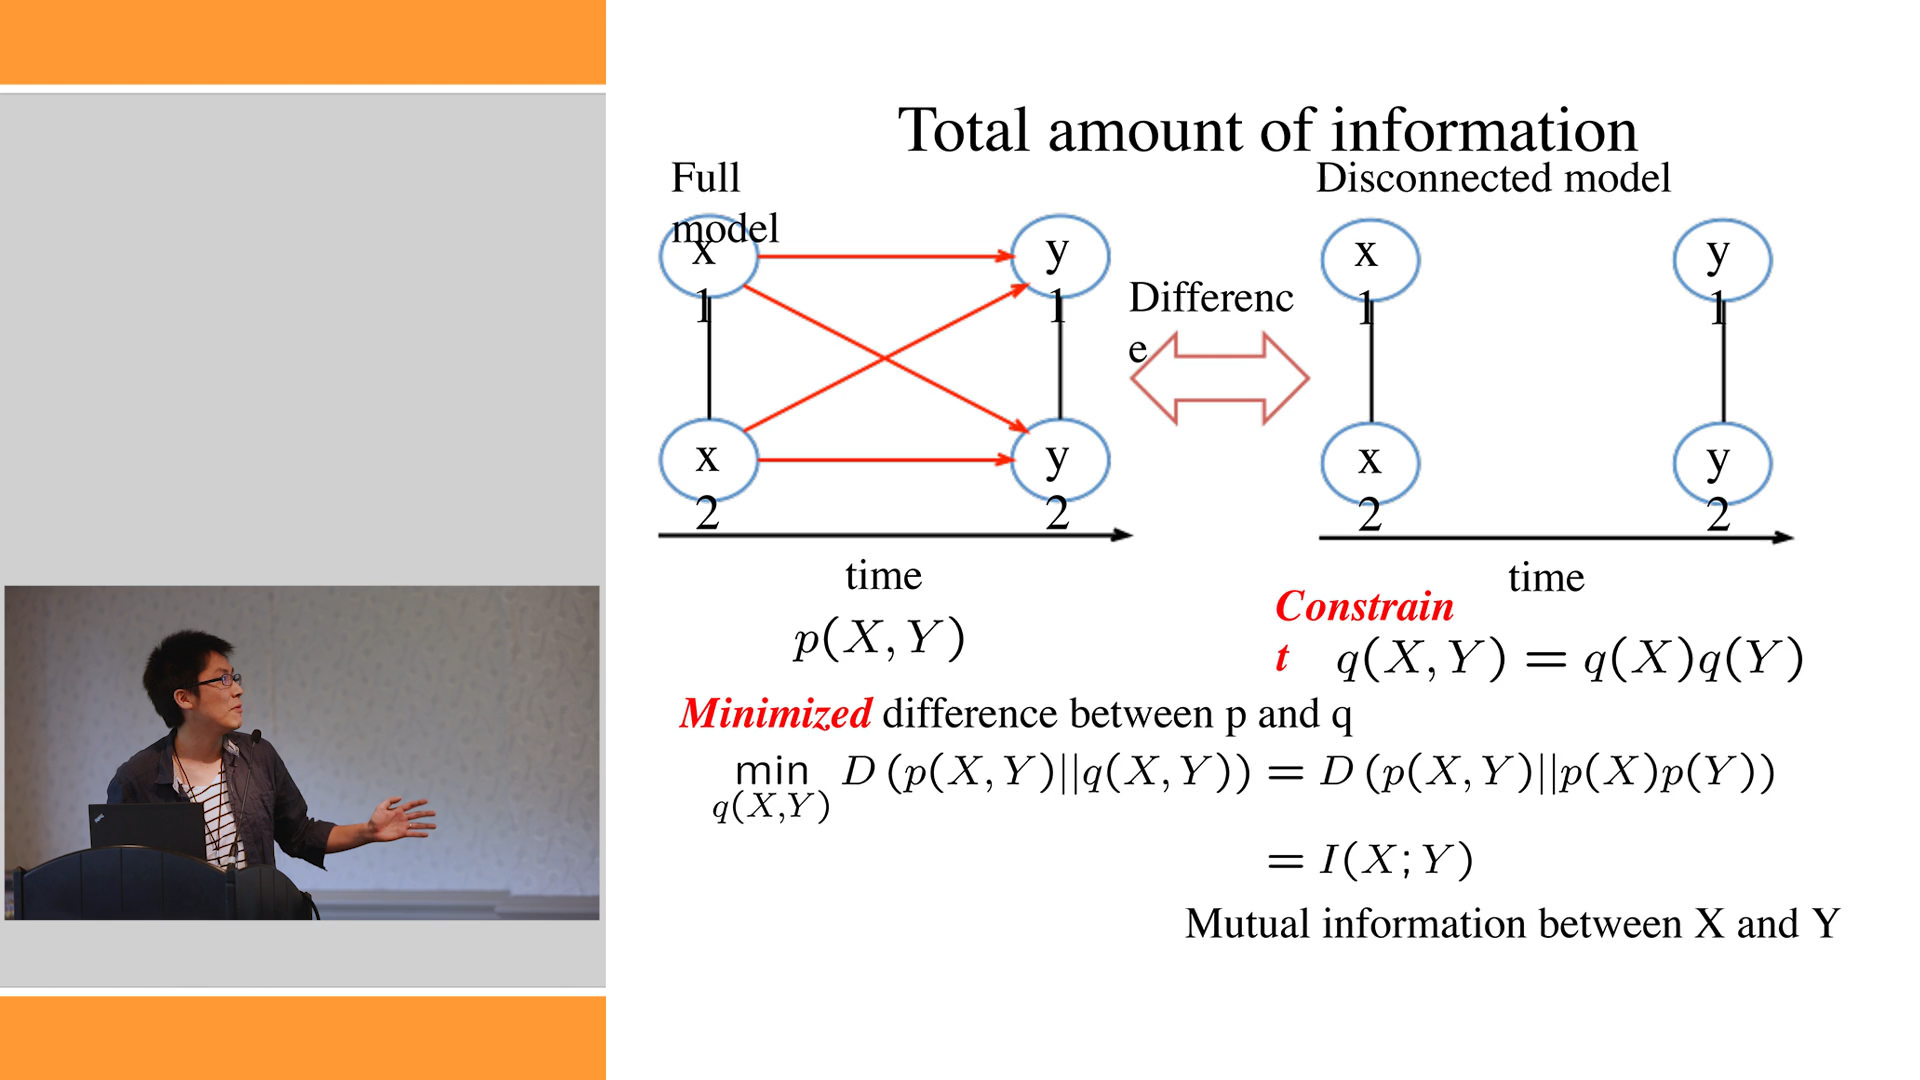 Total amount of information
Full
model
Disconnected model
x
1
y
1
x
2
y
2
time
Differenc
e
x
1
y
1
x
2
y
2
time
p(X, Y)
Constrain
t
q(X, Y) = q(X)q(Y)
Minimized difference between p and q
min D (p(X, Y)||q(X, Y)) = D (p(X, Y)||p(X)p(Y))
q(X,Y)
= I(X; Y)
Mutual information between X and Y